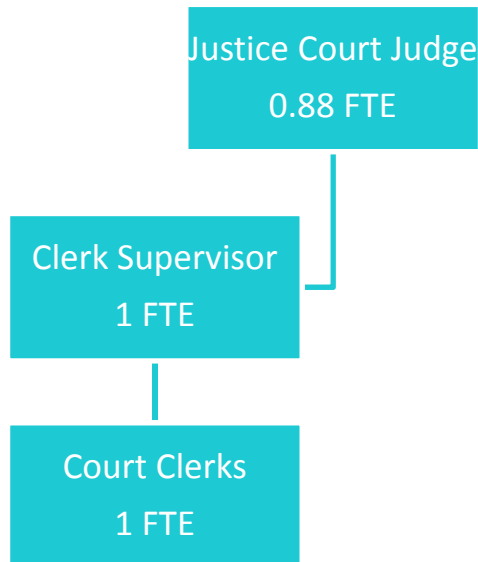 Justice Court Judge
0.88 FTE
Clerk Supervisor
1 FTE
Court Clerks
1 FTE